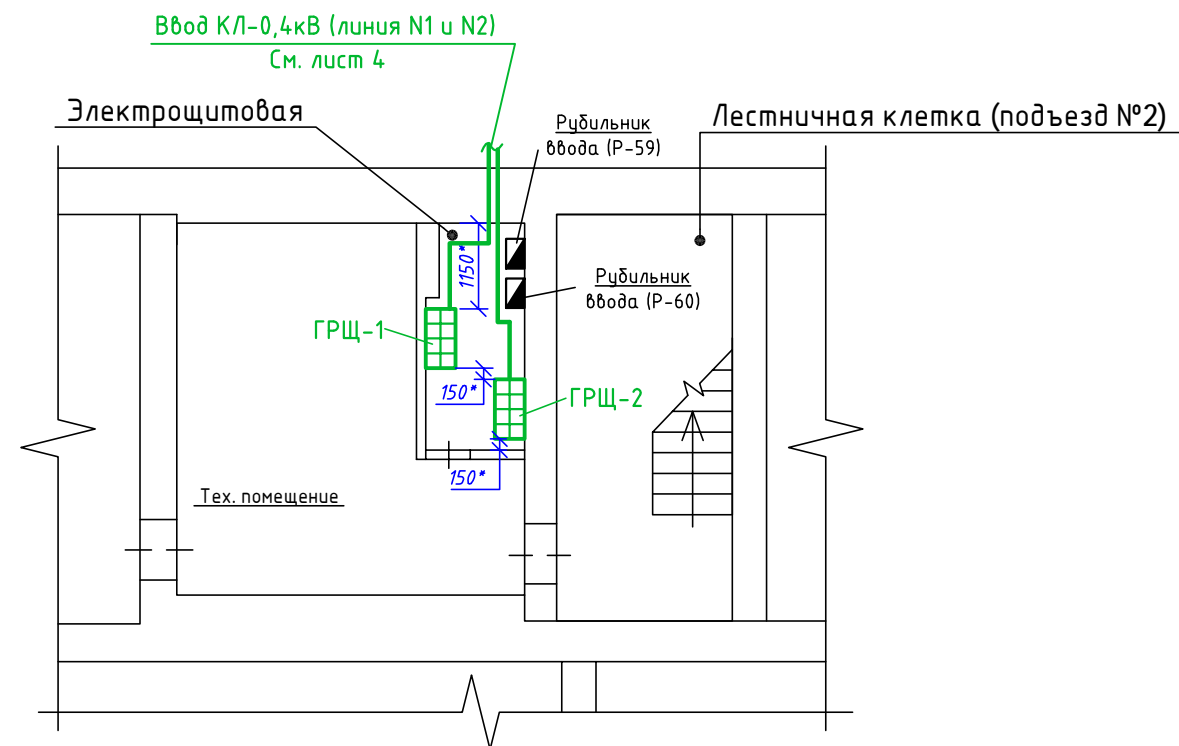 Ввод КЛ-0,4кВ (линия N1 и N2)
См. лист 4
Электрощитовая
Рубильник
ввода (Р-59)
Лестничная клетка (подъезд №2)
1150*
Рубильник
ввода (Р-60)
ГРЩ-1
150*
ГРЩ-2
150*
Тех. помещение